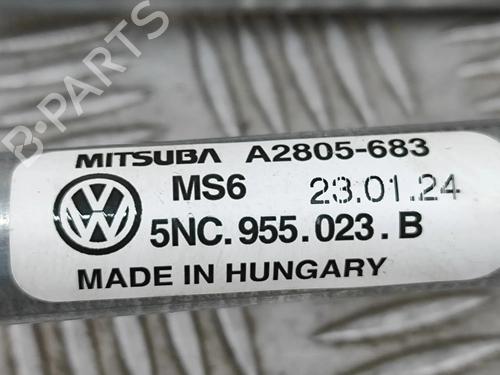 B-PARTS
MITSUBA A2805-683
MS6 23.01.24
5NC.955.023.B
MADE IN HUNGARY